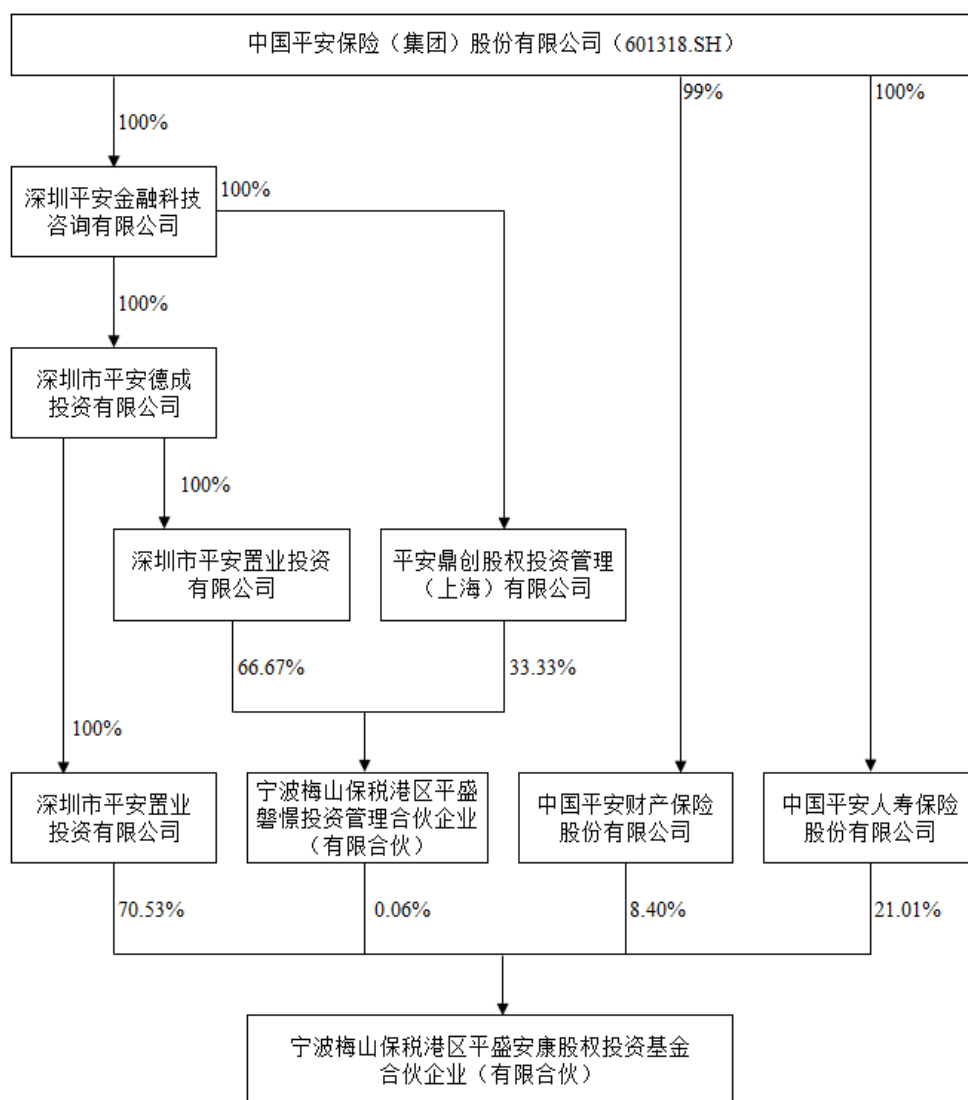 中国平安保险（集团）股份有限公司（601318.SH）
99%
100%
100%
深圳平安金融科技
咨询有限公司
100%
100%
深圳市平安德成
投资有限公司
100%
深圳市平安置业投资
有限公司
平安鼎创股权投资管理
（上海）有限公司
66.67%
33.33%
100%
深圳市平安置业
投资有限公司
宁波梅山保税港区平盛
磐憬投资管理合伙企业
（有限合伙）
中国平安财产保险
股份有限公司
中国平安人寿保险
股份有限公司
70.53%
0.06%
8.40%
21.01%
宁波梅山保税港区平盛安康股权投资基金
合伙企业（有限合伙）